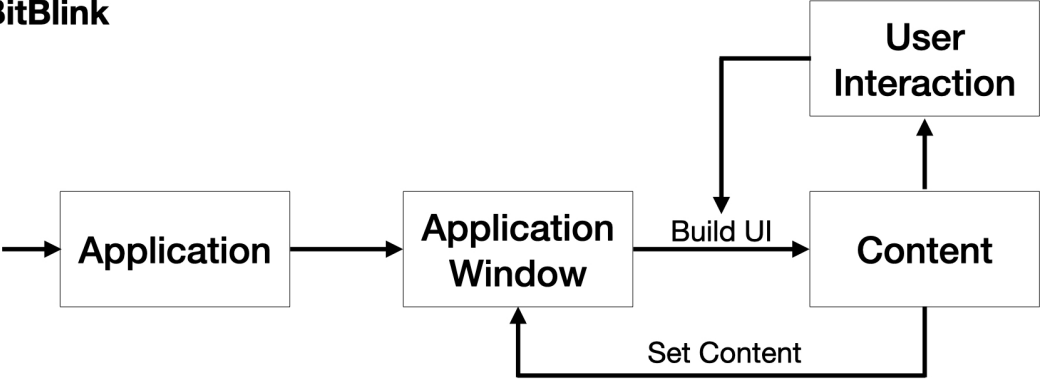 BitBlink
User
Interaction
Application
Application
Window
Build UI
Content
Set Content